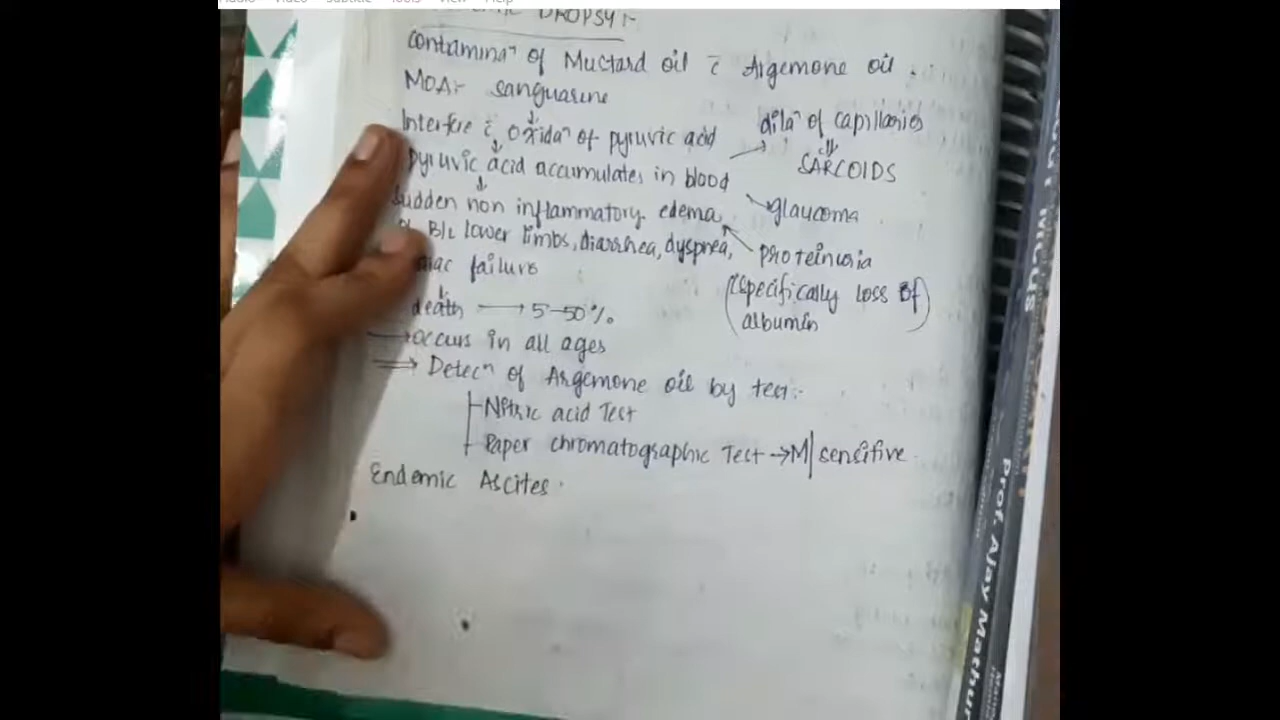 DROPSY:-
contaminaⁿ of Mustard oil c̄ Argemone oil.
MOA:- sanguarine
Interfere c̄ oxidaⁿ of pyruvic acid
pyruvic acid accumulates in blood
sudden non inflammatory edema
B/L lower limbs, diarrhea, dyspnea,
failure
death → 5-50%
→ occurs in all ages
⇒ Detecⁿ of Argemone oil by test:-
Nitric acid Test
Paper chromatographic Test → M/sensitive
Endemic Ascites.
dilaⁿ of capillaries
SARCOIDS
glaucoma
proteinuria
(specifically loss of
albumin)
Prof. Ajay Mathur